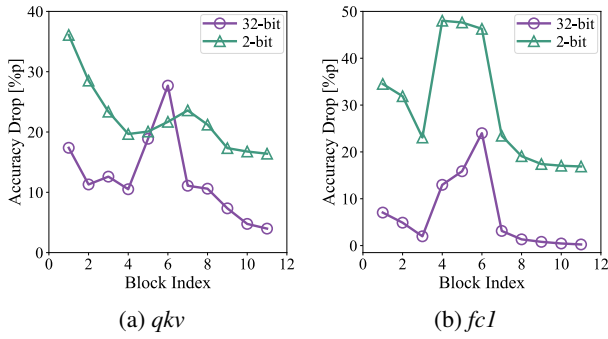 Accuracy Drop [%p]
40
30
20
10
0
32-bit
2-bit
0 2 4 6 8 10 12
Block Index
(a) qkv
Accuracy Drop [%p]
50
40
30
20
10
0
32-bit
2-bit
0 2 4 6 8 10 12
Block Index
(b) fc1